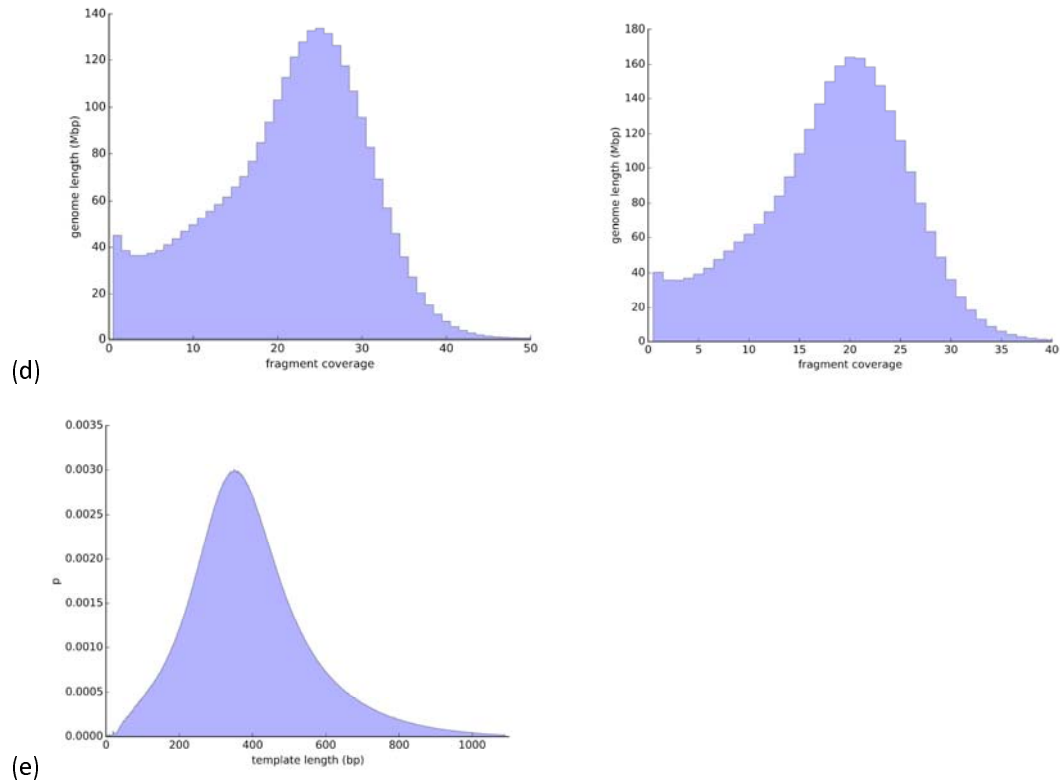 140
120
100
80
60
40
20
0
genome length (Mbp)
0 10 20 30 40 50
fragment coverage
180
160
140
120
100
80
60
40
20
0
genome length (Mbp)
0 5 10 15 20 25 30 35 40
fragment coverage
(d)
0.0035
0.0030
0.0025
0.0020
0.0015
0.0010
0.0005
0.0000
p
0 200 400 600 800 1000
template length (bp)
(e)